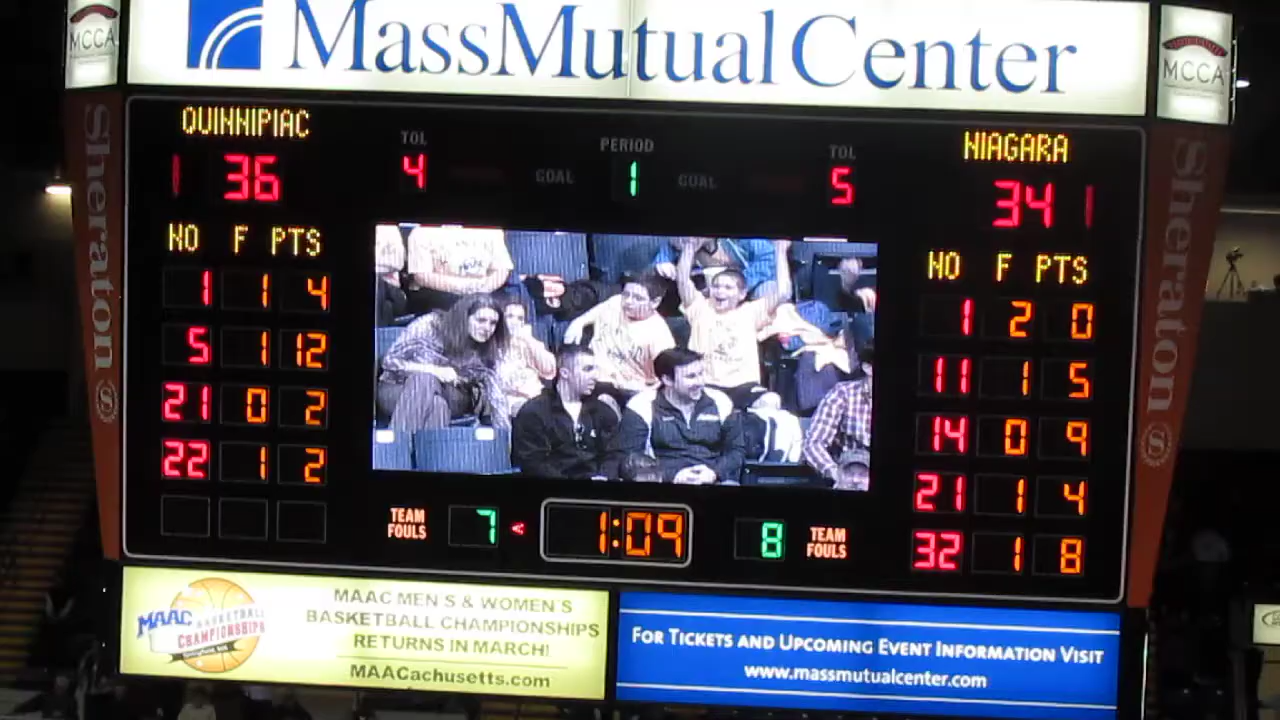 MassMutual Center
MCCA
MCCA
Sheraton
Sheraton
QUINNIPIAC
TOL
PERIOD
TOL
NIAGARA
1 36
4
GOAL
1
GOAL
5
34 1
NO F PTS
1 1 4
5 1 12
21 0 2
22 1 2
NO F PTS
1 2 0
11 1 5
14 0 9
21 1 4
32 1 8
TEAM
FOULS
7
<
1:09
8
TEAM
FOULS
MAAC BASKETBALL
CHAMPIONSHIPS
MAAC MEN'S & WOMEN'S
BASKETBALL CHAMPIONSHIPS
RETURNS IN MARCH!
MAACachusetts.com
FOR TICKETS AND UPCOMING EVENT INFORMATION VISIT
www.massmutualcenter.com